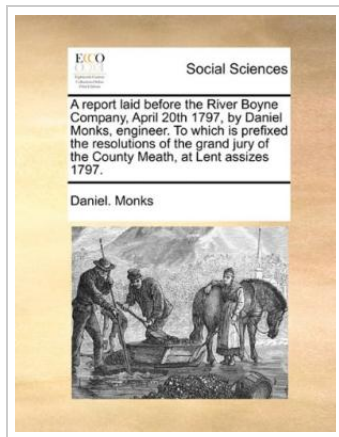 ECCO
Social Sciences
A report laid before the River Boyne
Company, April 20th 1797, by Daniel
Monks, engineer. To which is prefixed
the resolutions of the grand jury of
the County Meath, at Lent assizes
1797.
Daniel. Monks